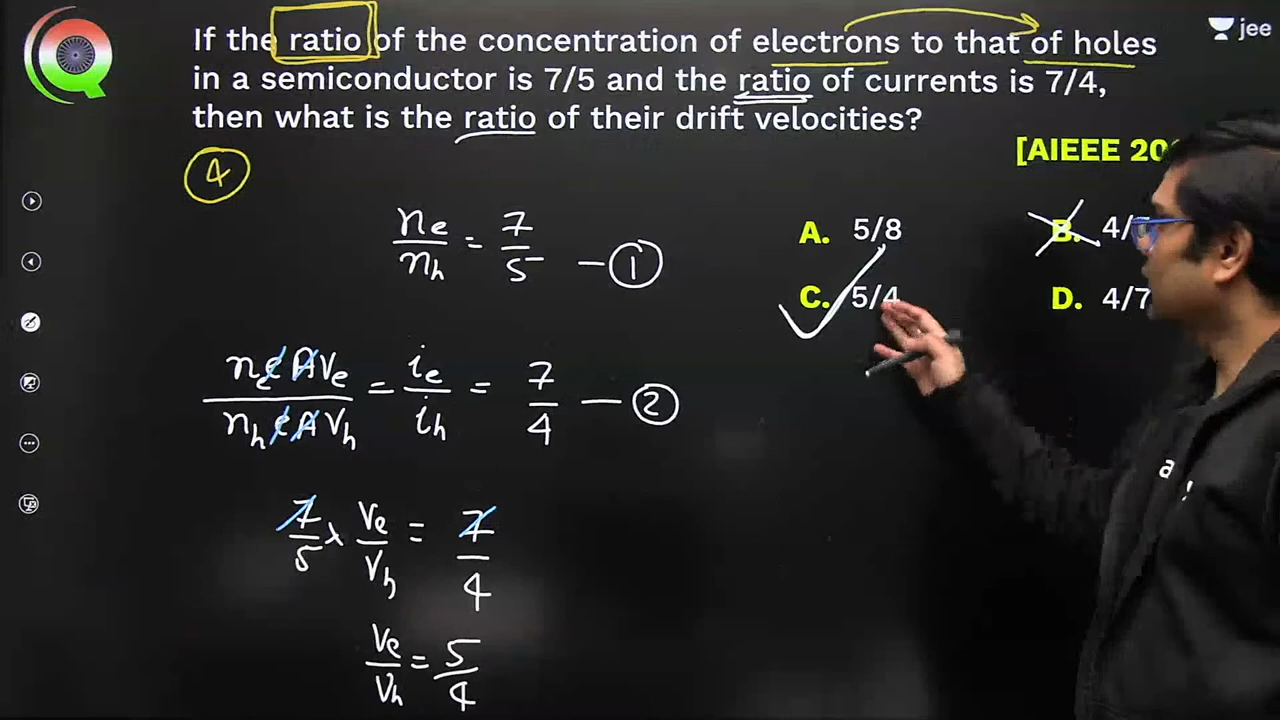 If the ratio of the concentration of electrons to that of holes
in a semiconductor is 7/5 and the ratio of currents is 7/4,
then what is the ratio of their drift velocities?
jee
[AIEEE 20
4
A. 5/8
B. 4/
C. 5/4
D. 4/7
ne/nh = 7/5 — 1
neeAVe/nheAVh = ie/ih = 7/4 — 2
7/5 × Ve/Vh = 7/4
Ve/Vh = 5/4